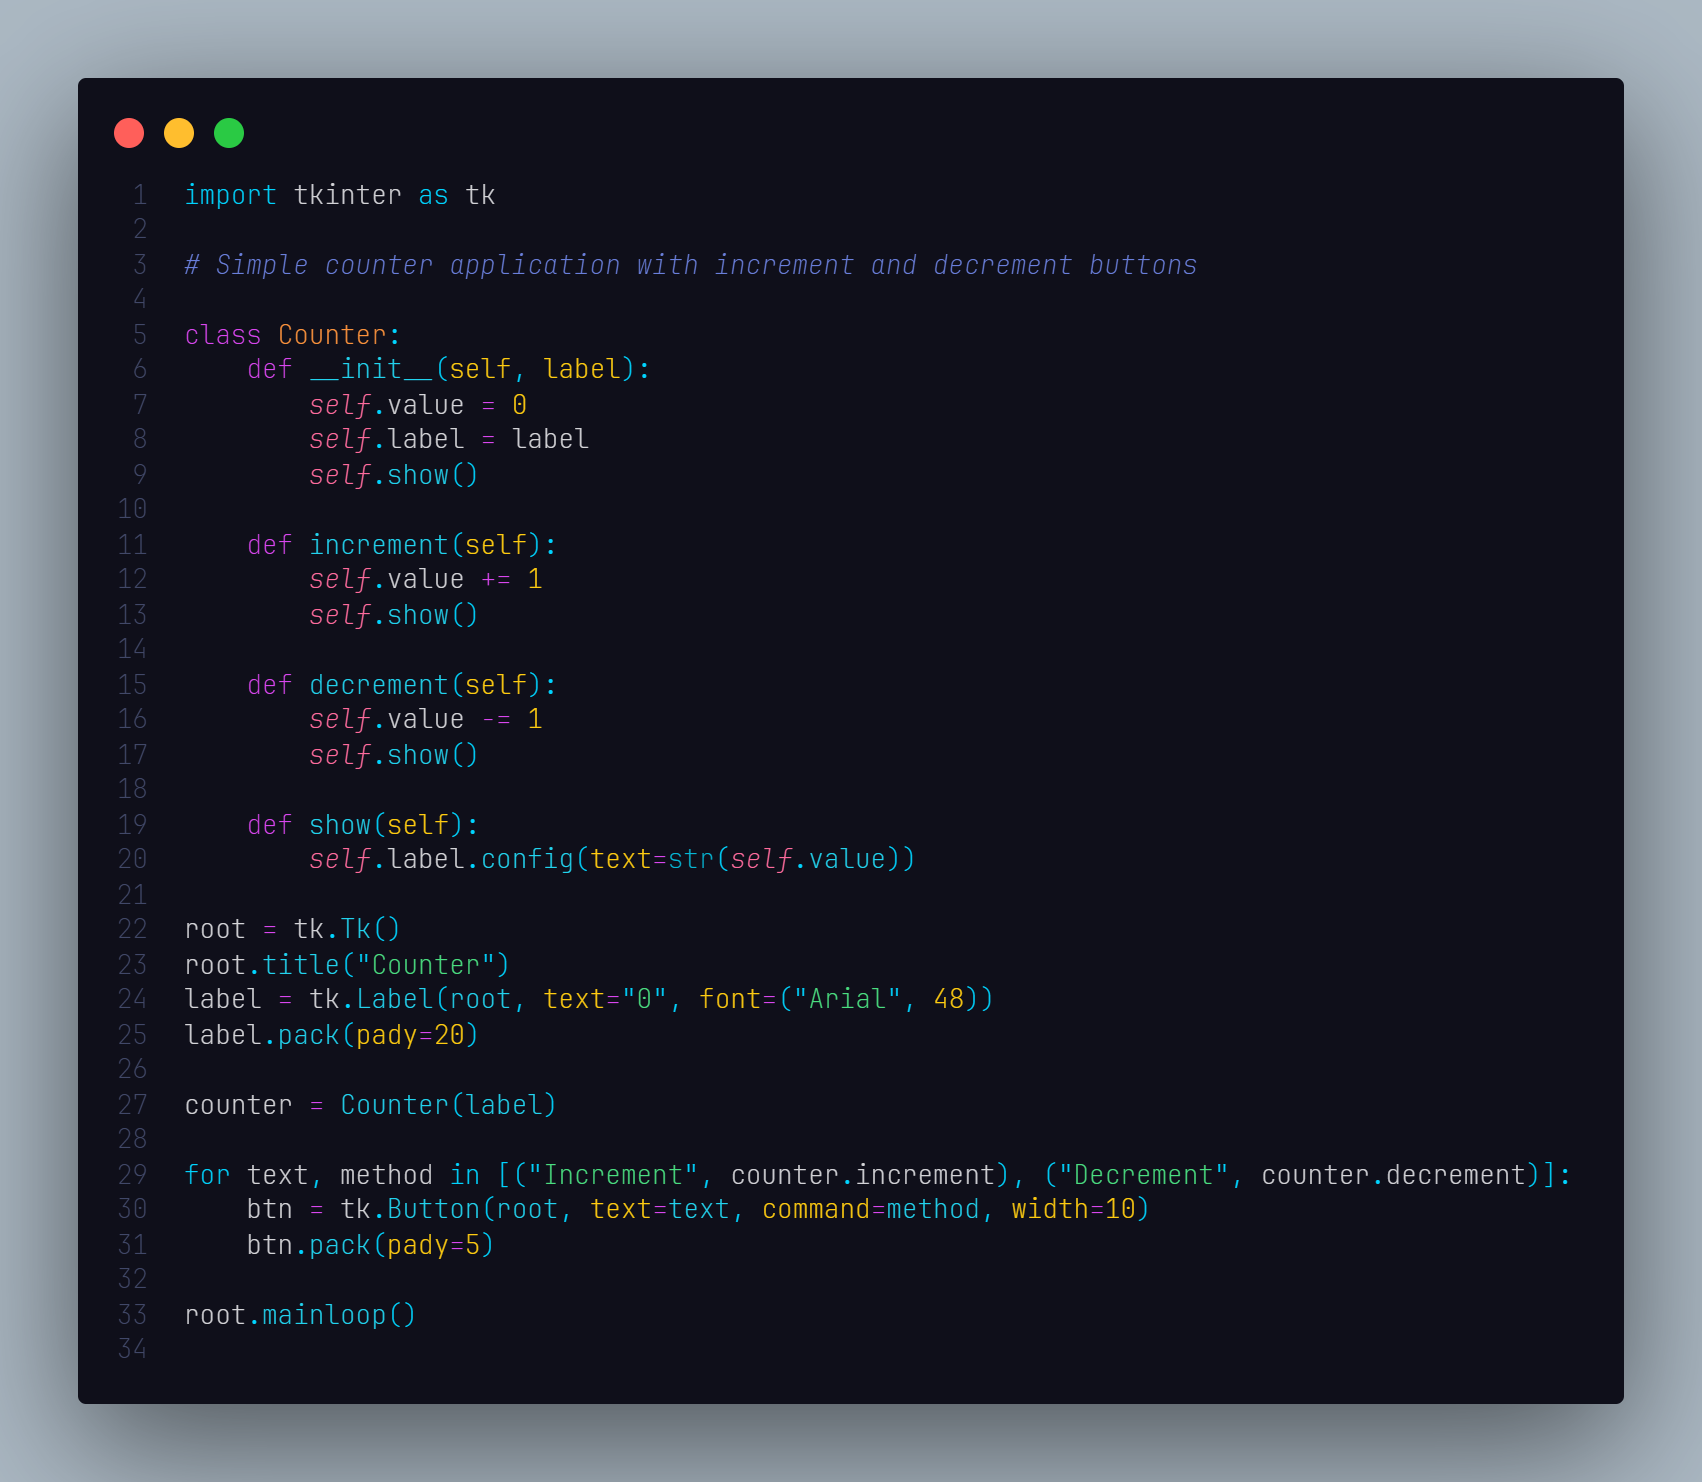 1 import tkinter as tk
2
3 # Simple counter application with increment and decrement buttons
4
5 class Counter:
6     def __init__(self, label):
7         self.value = 0
8         self.label = label
9         self.show()
10
11     def increment(self):
12         self.value += 1
13         self.show()
14
15     def decrement(self):
16         self.value -= 1
17         self.show()
18
19     def show(self):
20         self.label.config(text=str(self.value))
21
22 root = tk.Tk()
23 root.title("Counter")
24 label = tk.Label(root, text="0", font=("Arial", 48))
25 label.pack(pady=20)
26
27 counter = Counter(label)
28
29 for text, method in [("Increment", counter.increment), ("Decrement", counter.decrement)]:
30     btn = tk.Button(root, text=text, command=method, width=10)
31     btn.pack(pady=5)
32
33 root.mainloop()
34